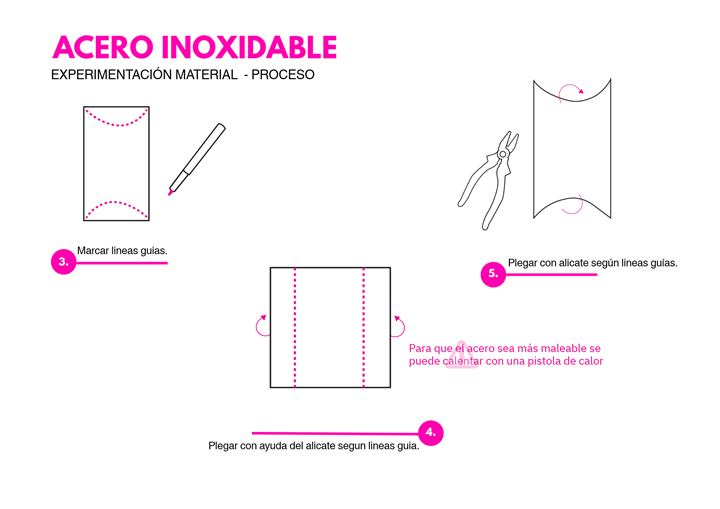 ACERO INOXIDABLE
EXPERIMENTACIÓN MATERIAL - PROCESO
3.
Marcar lineas guias.
4.
Plegar con ayuda del alicate segun lineas guia.
Para que el acero sea más maleable se
puede calentar con una pistola de calor
5.
Plegar con alicate según lineas guías.